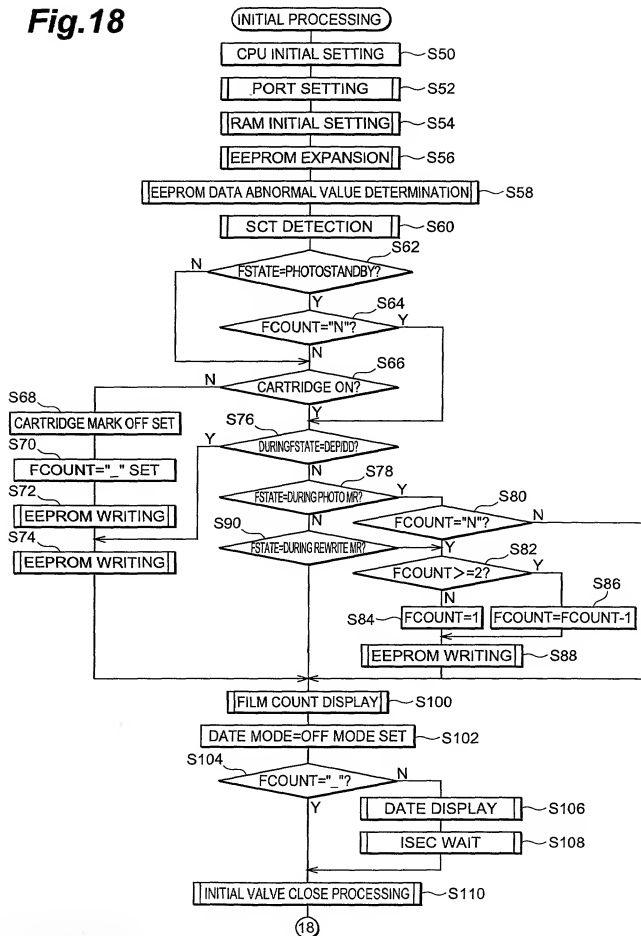 Fig.18
INITIAL PROCESSING
CPU INITIAL SETTING S50
PORT SETTING S52
RAM INITIAL SETTING S54
EEPROM EXPANSION S56
EEPROM DATA ABNORMAL VALUE DETERMINATION S58
SCT DETECTION S60
S62
N FSTATE=PHOTOSTANDBY?
Y S64
FCOUNT="N"? Y
N S66
N CARTRIDGE ON?
S68 Y
CARTRIDGE MARK OFF SET
S76
S70 Y DURINGFSTATE=DEP/DD?
FCOUNT="_" SET
N S78
S72 FSTATE=DURING PHOTO MR? Y S80
EEPROM WRITING
S90 N FCOUNT="N"? N
S74 FSTATE=DURING REWRITE MR? Y S82
EEPROM WRITING
FCOUNT>=2? Y
N S86
S84 FCOUNT=1 FCOUNT=FCOUNT-1
EEPROM WRITING S88
FILM COUNT DISPLAY S100
DATE MODE=OFF MODE SET S102
S104
FCOUNT="_"? N
Y DATE DISPLAY S106
ISEC WAIT S108
INITIAL VALVE CLOSE PROCESSING S110
18